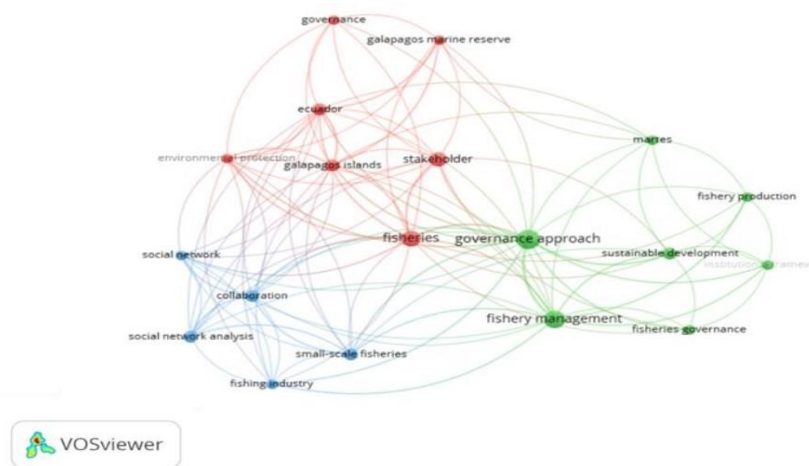 governance
galapagos marine reserve
ecuador
martes
environmental protection
galapagos islands
stakeholder
fishery production
fisheries
governance approach
social network
sustainable development
collaboration
fishery management
fisheries governance
social network analysis
small-scale fisheries
fishing industry
VOSviewer